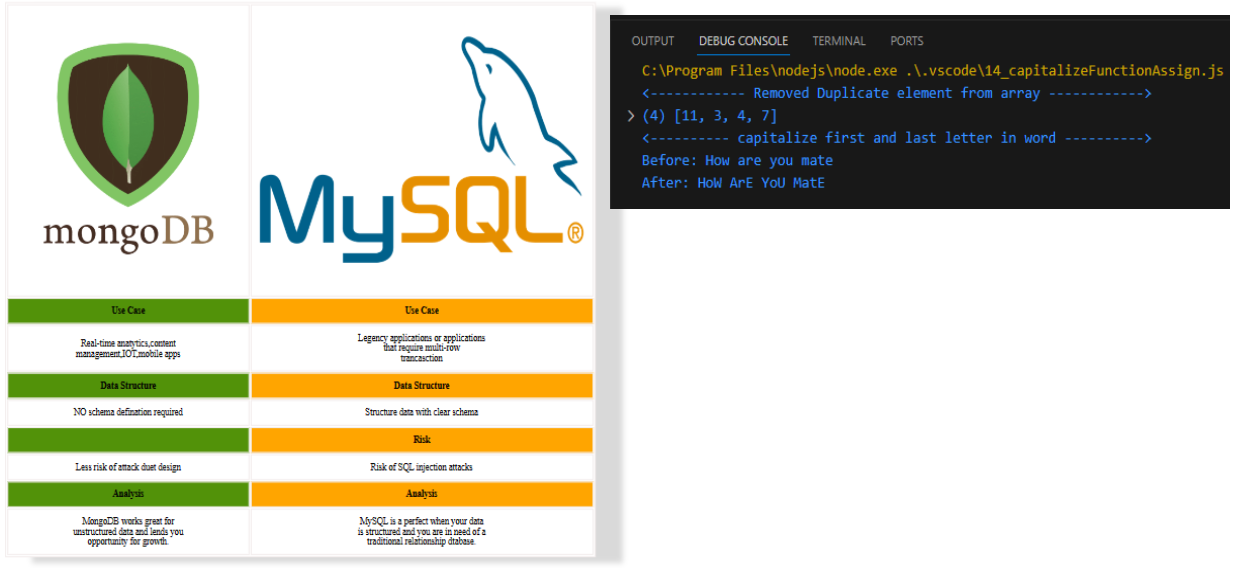 mongoDB
MySQL®
Use Case
Use Case
Real-time anatytics,content
management,IOT,mobile apps
Legency applications or applications
that require multi-row
trancasction
Data Structure
Data Structure
NO schema defination required
Structure data with clear schema
Risk
Less risk of attack duet design
Risk of SQL injection attacks
Analysis
Analysis
MongoDB works great for
unstructured data and lends you
opportunity for growth.
MySQL is a perfect when your data
is structured and you are in need of a
traditional relationship dtabase.
OUTPUT DEBUG CONSOLE TERMINAL PORTS
C:\Program Files\nodejs\node.exe .\.vscode\14_capitalizeFunctionAssign.js
<------------ Removed Duplicate element from array ------------>
> (4) [11, 3, 4, 7]
<---------- capitalize first and last letter in word ---------->
Before: How are you mate
After: HoW ArE YoU MatE